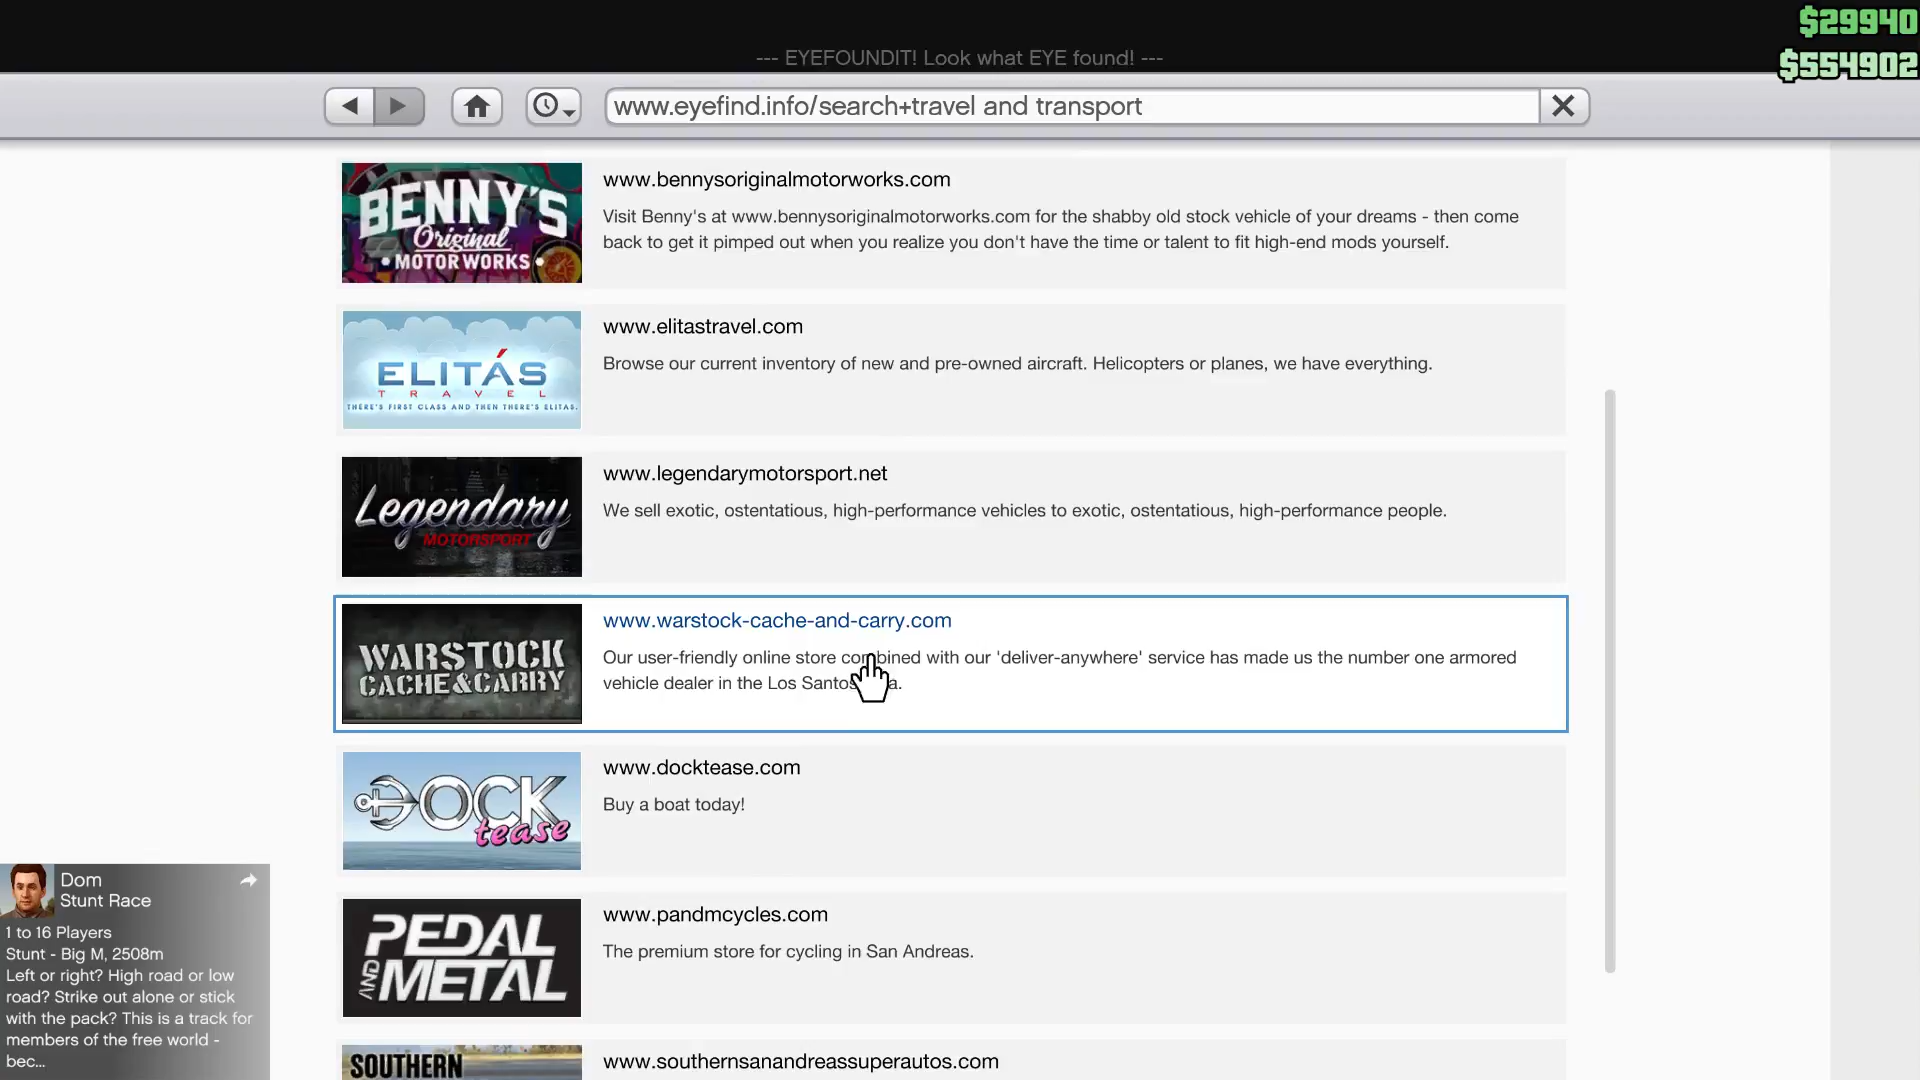 $29940
$554902
--- EYEFOUNDIT! Look what EYE found! ---
www.eyefind.info/search+travel and transport
BENNY'S
Original
MOTOR WORKS
www.bennysoriginalmotorworks.com
Visit Benny's at www.bennysoriginalmotorworks.com for the shabby old stock vehicle of your dreams - then come
back to get it pimped out when you realize you don't have the time or talent to fit high-end mods yourself.
ELITÁS
TRAVEL
THERE'S FIRST CLASS AND THEN THERE'S ELITAS.
www.elitastravel.com
Browse our current inventory of new and pre-owned aircraft. Helicopters or planes, we have everything.
Legendary
MOTORSPORT
www.legendarymotorsport.net
We sell exotic, ostentatious, high-performance vehicles to exotic, ostentatious, high-performance people.
WARSTOCK
CACHE&CARRY
www.warstock-cache-and-carry.com
Our user-friendly online store combined with our 'deliver-anywhere' service has made us the number one armored
vehicle dealer in the Los Santos a.
DOCK
tease
www.docktease.com
Buy a boat today!
PEDAL
AND METAL
www.pandmcycles.com
The premium store for cycling in San Andreas.
SOUTHERN
www.southernsanandreassuperautos.com
Dom
Stunt Race
1 to 16 Players
Stunt - Big M, 2508m
Left or right? High road or low
road? Strike out alone or stick
with the pack? This is a track for
members of the free world -
bec...